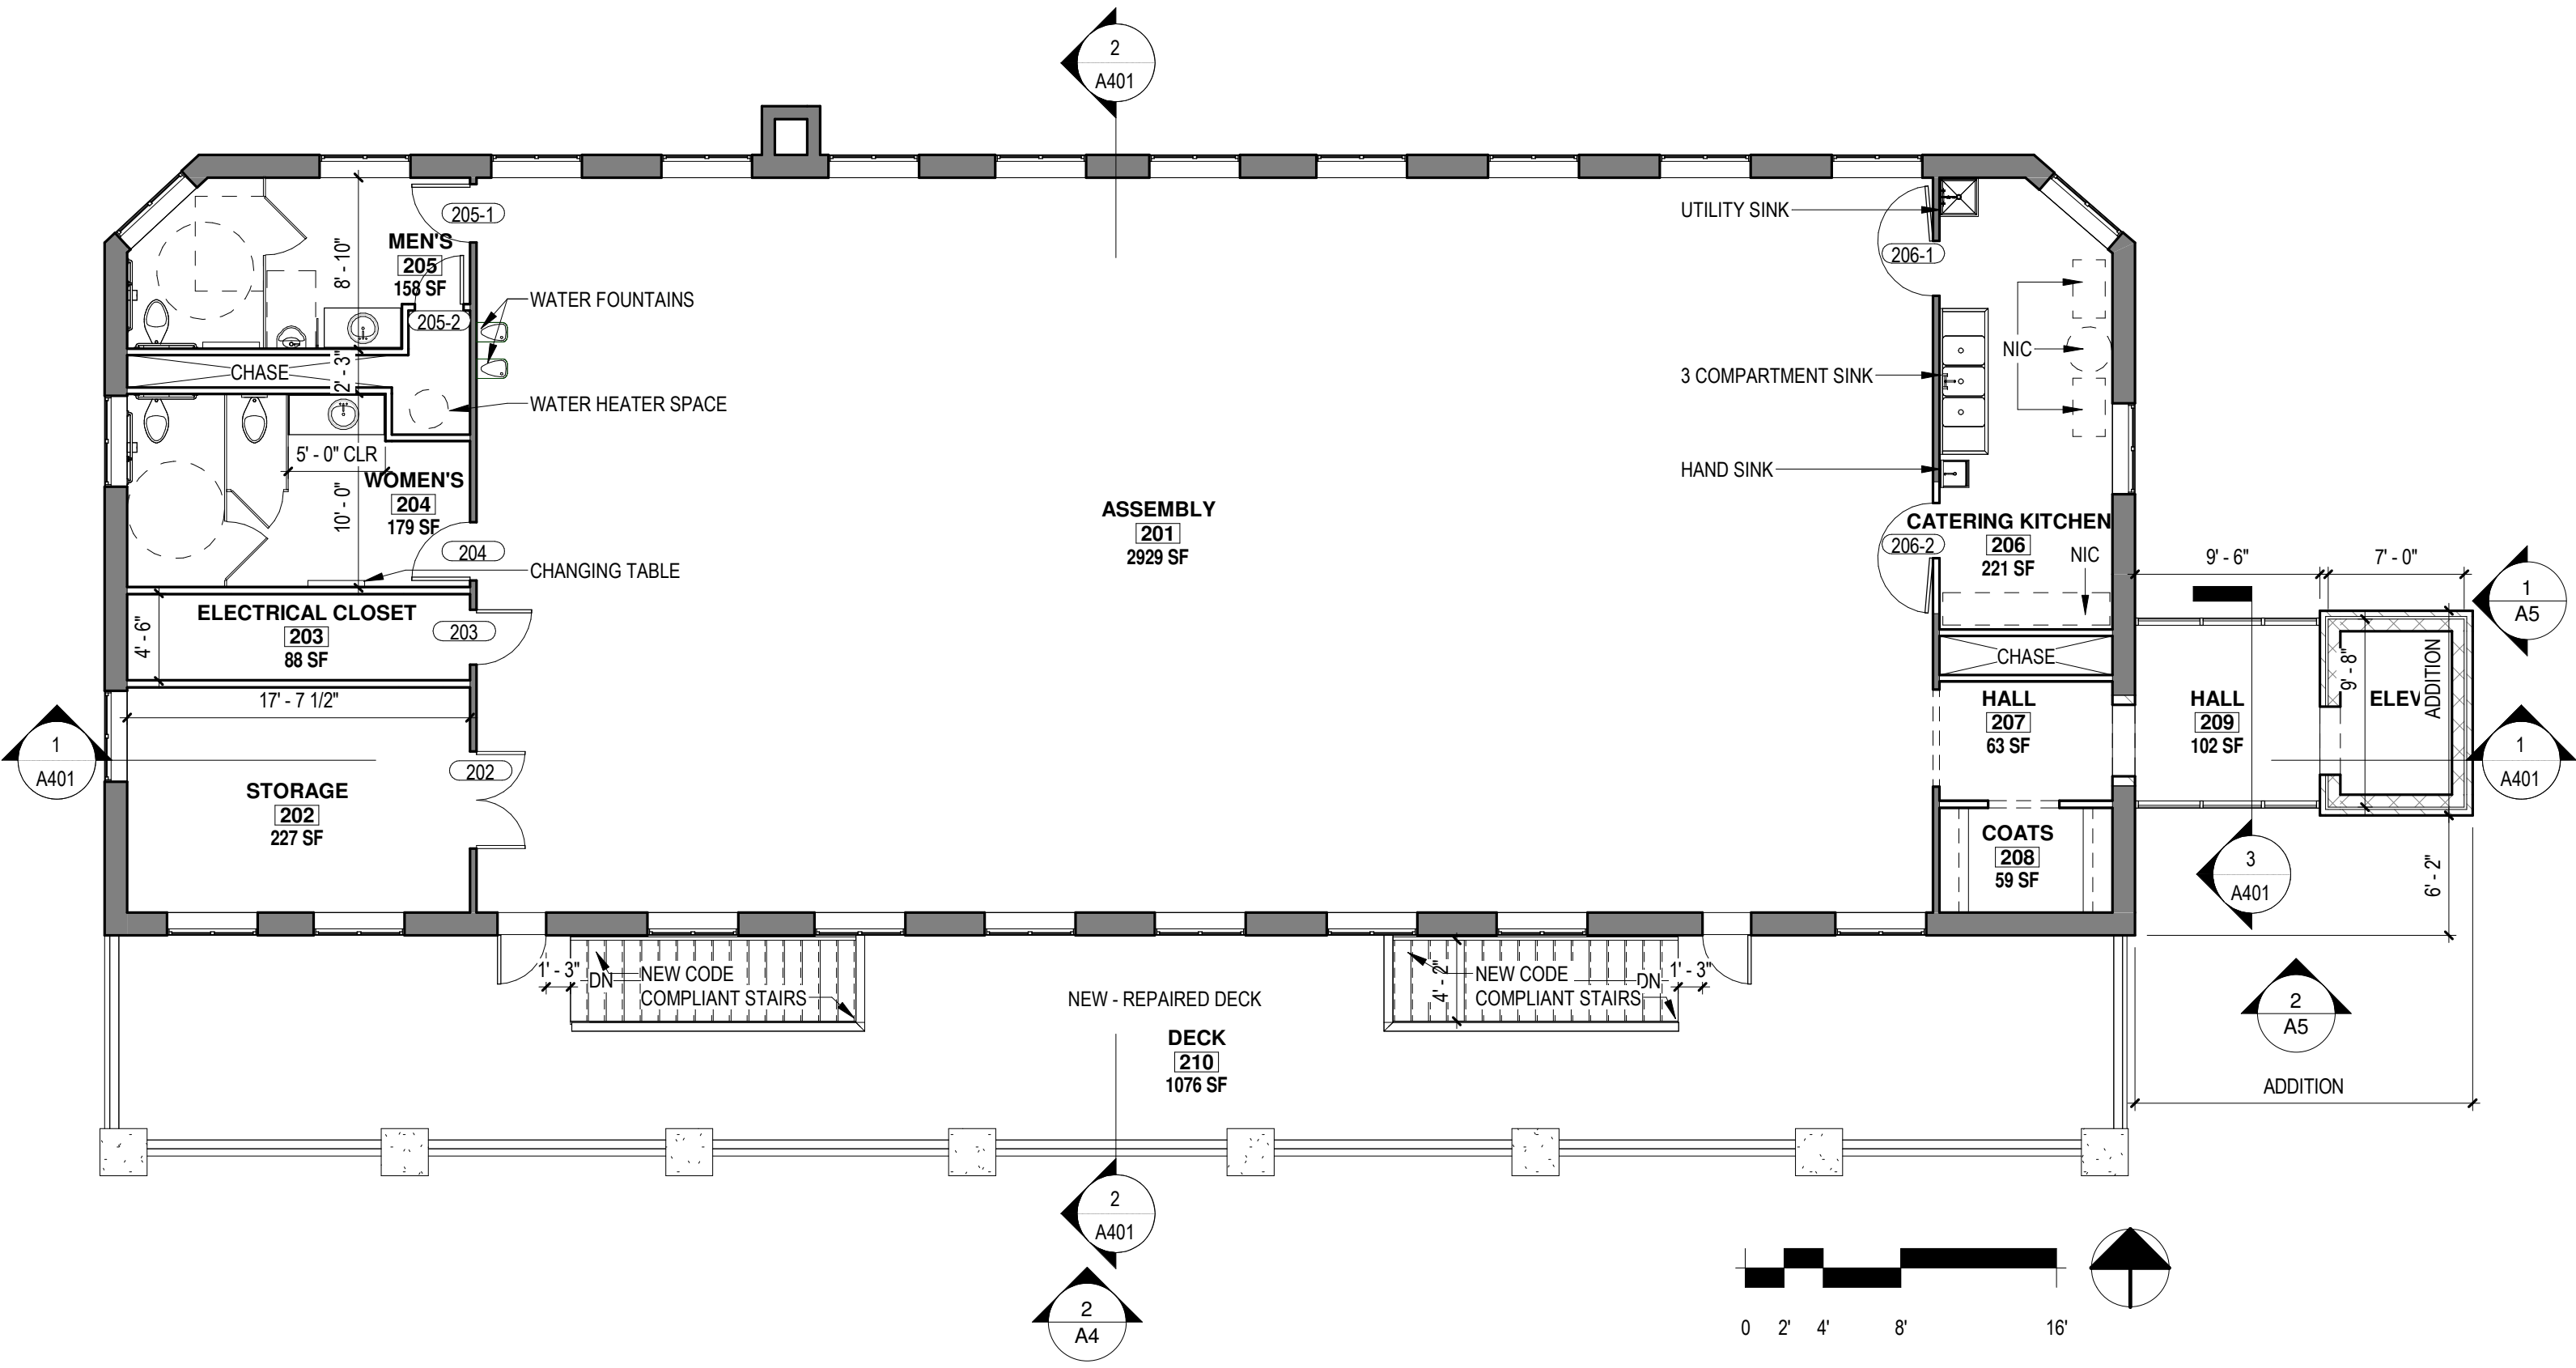 2
A401
UTILITY SINK
205-1
MEN'S
205
158 SF
8' - 10"
206-1
WATER FOUNTAINS
205-2
NIC
CHASE
2' - 3"
3 COMPARTMENT SINK
WATER HEATER SPACE
5' - 0" CLR
WOMEN'S
204
179 SF
10' - 0"
HAND SINK
ASSEMBLY
201
2929 SF
204
CHANGING TABLE
206-2
CATERING KITCHEN
206
221 SF
NIC
9' - 6"
7' - 0"
1
A5
ELECTRICAL CLOSET
203
88 SF
4' - 6"
203
CHASE
17' - 7 1/2"
HALL
207
63 SF
HALL
209
102 SF
9' - 8"
ELEV
ADDITION
1
A401
202
1
A401
STORAGE
202
227 SF
COATS
208
59 SF
3
A401
6' - 2"
1' - 3"
DN
NEW CODE
COMPLIANT STAIRS
4' - 2"
NEW CODE
COMPLIANT STAIRS
DN
1' - 3"
NEW - REPAIRED DECK
DECK
210
1076 SF
2
A5
ADDITION
2
A401
2
A4
0 2' 4' 8' 16'